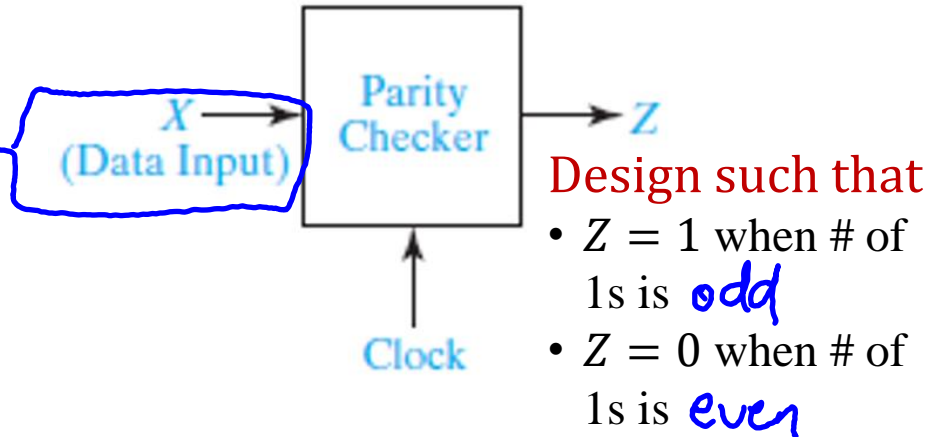 X
(Data Input)
Parity
Checker
Z
Clock
Design such that
• Z = 1 when # of
1s is odd
• Z = 0 when # of
1s is even